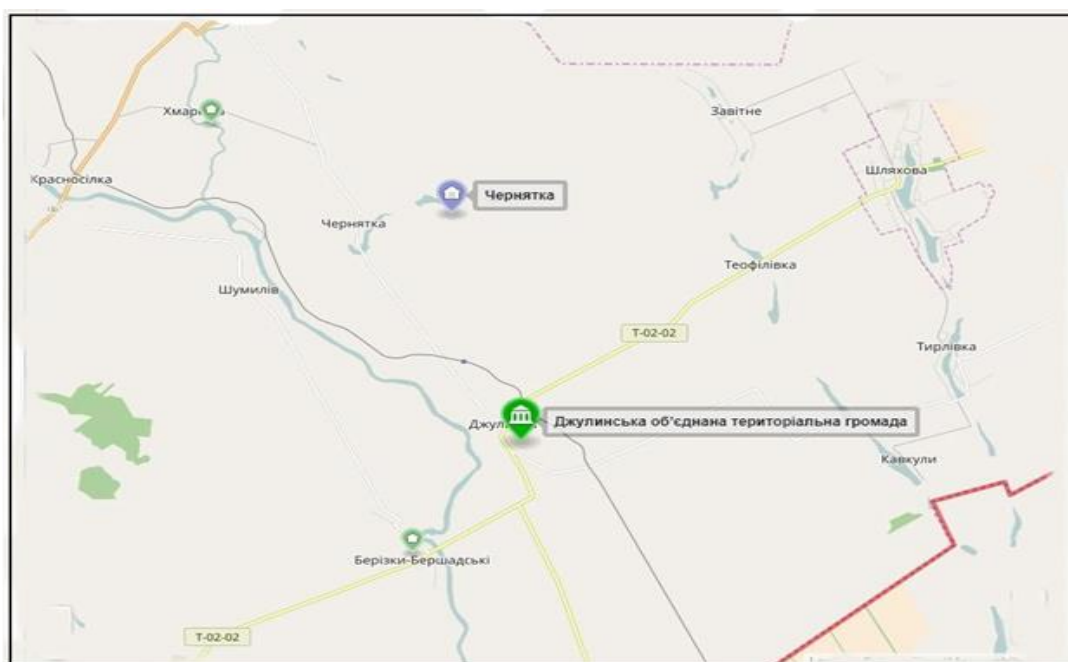 Хмарівка
Завітне
Красносілка
Шляхова
Чернятка
Чернятка
Теофілівка
Шумилів
Т-02-02
Тирлівка
Джулинська об'єднана територіальна громада
Кавкули
Берізки-Бершадські
Т-02-02